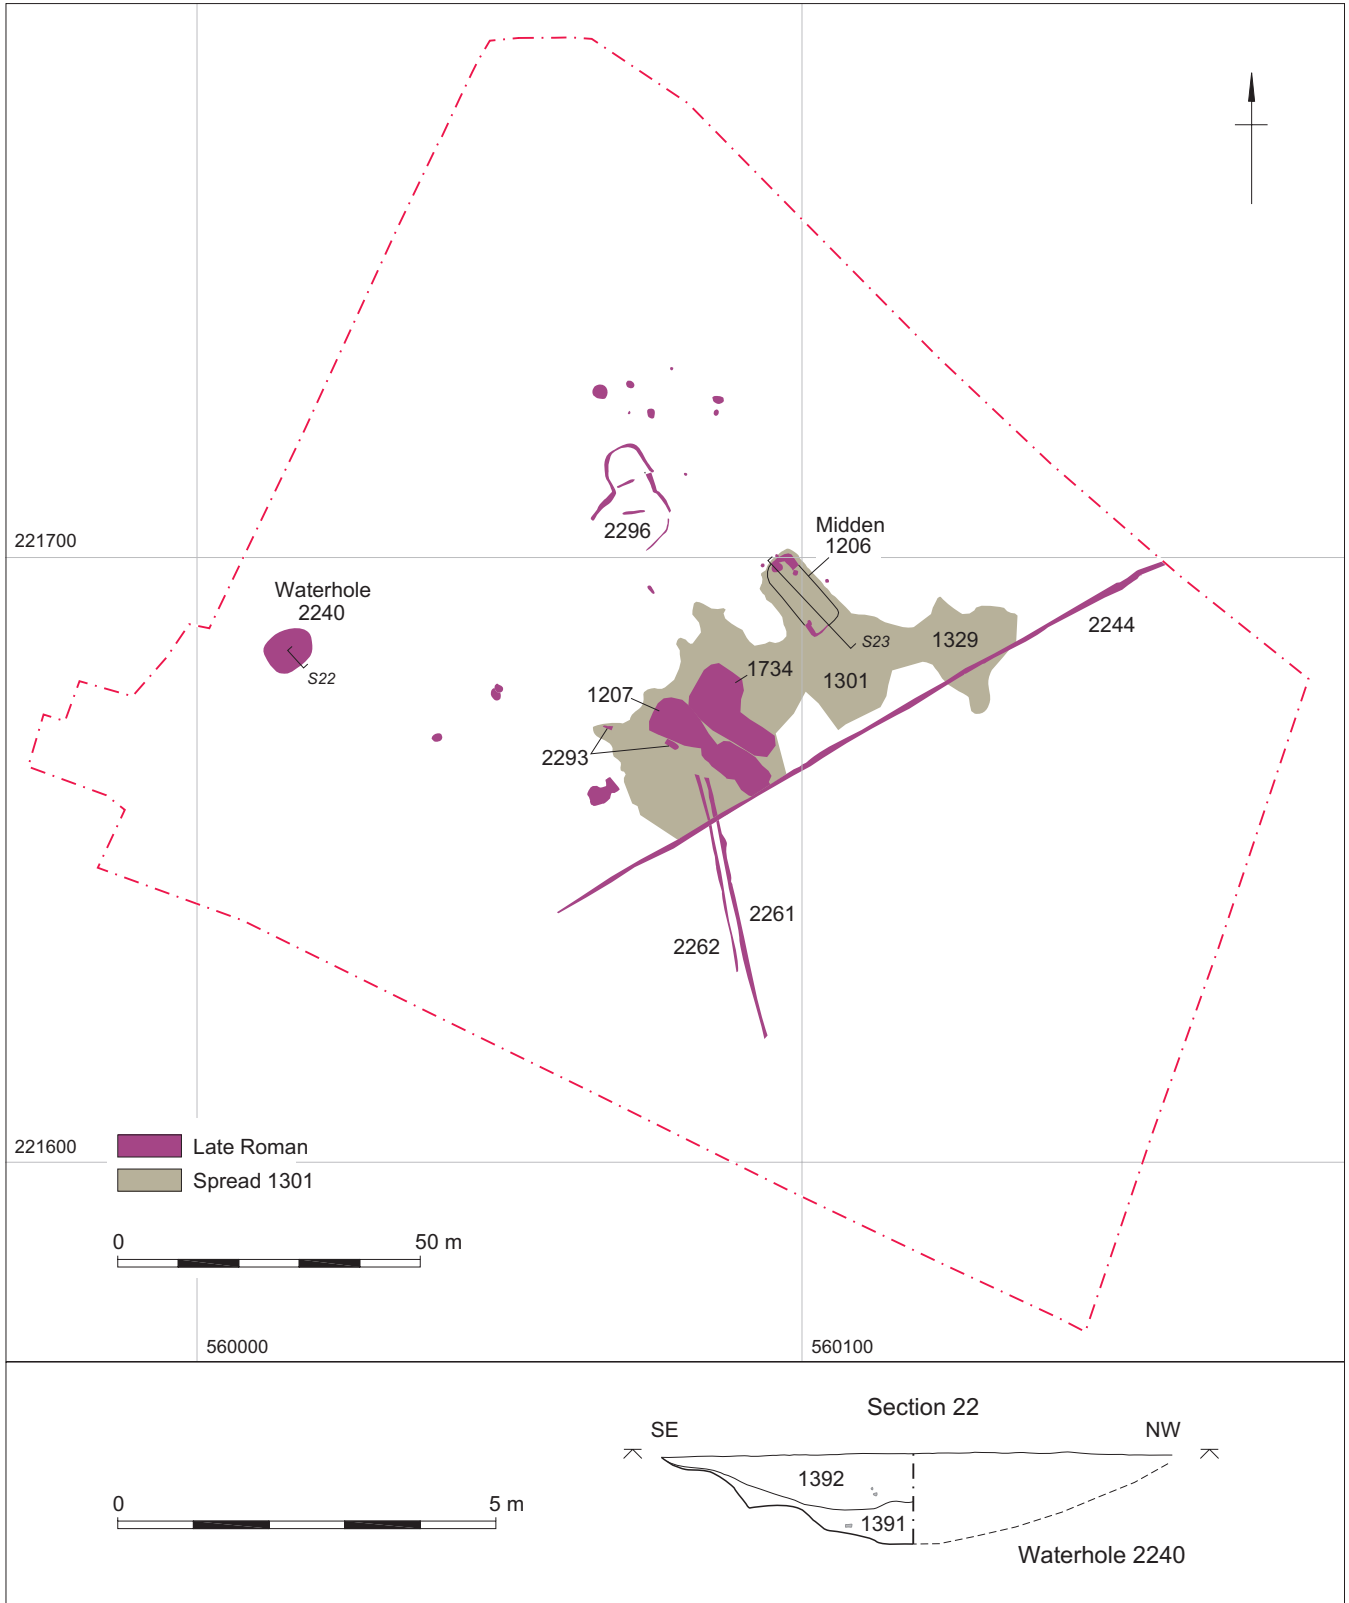 2296
Midden
1206
221700
Waterhole
2240
2244
1329
S23
S22
1734
1301
1207
2293
2261
2262
221600
Late Roman
Spread 1301
0 50 m
560000
560100
Section 22
SE
NW
1392
0 5 m
1391
Waterhole 2240